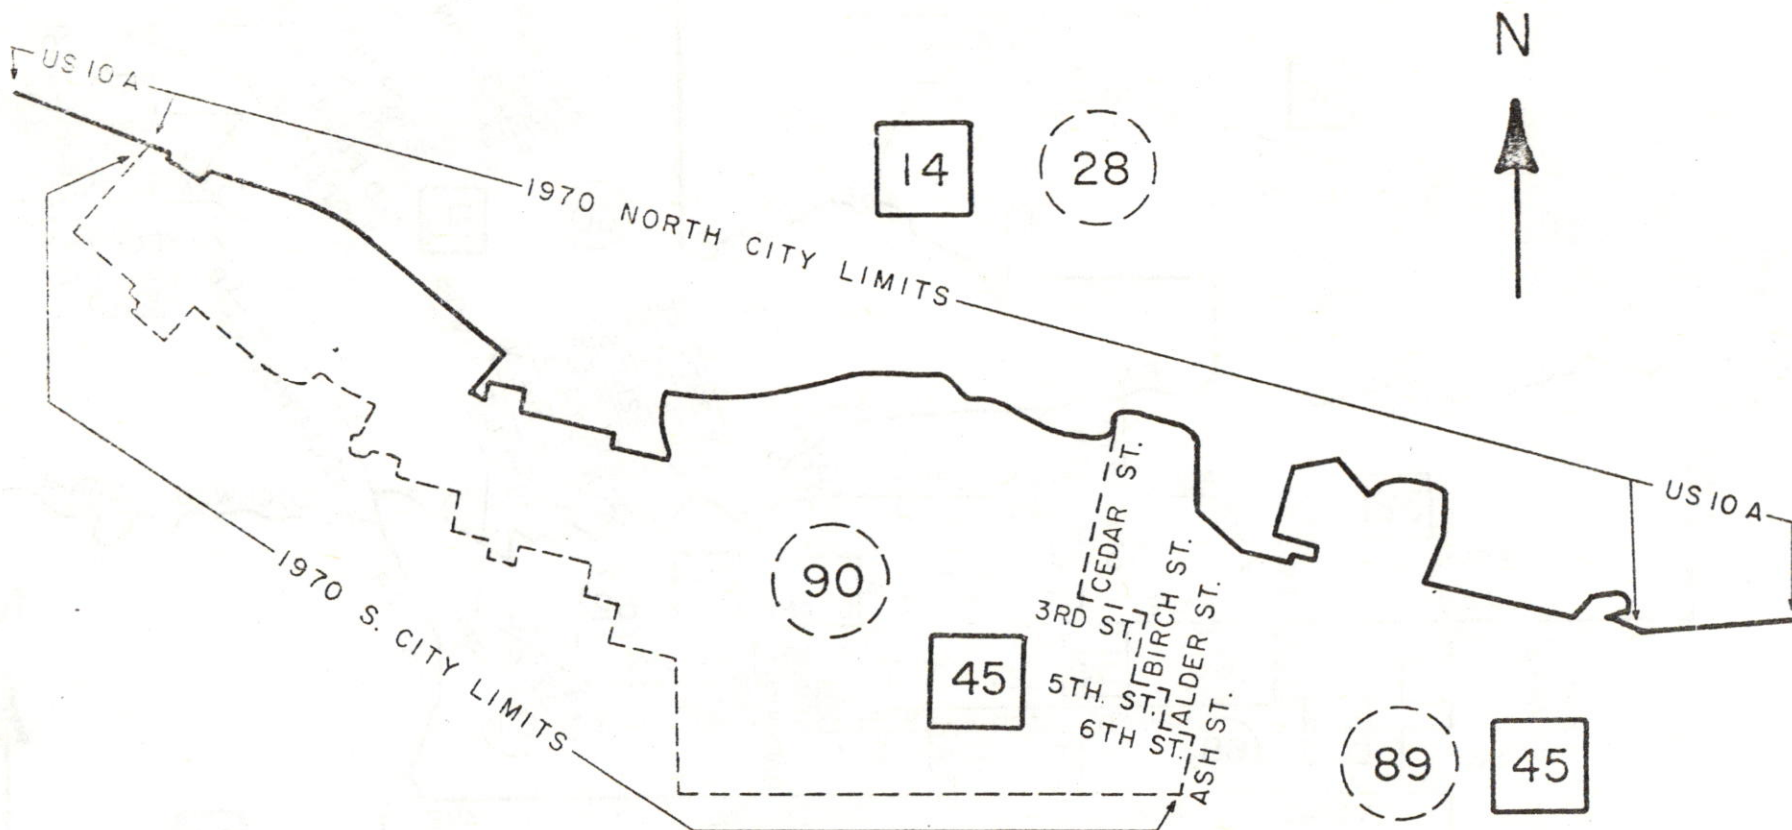 N
US 10 A
14
28
1970 NORTH CITY LIMITS
CEDAR ST.
US 10 A
90
3RD ST.
BIRCH ST.
1970 S. CITY LIMITS
45
5TH. ST.
ALDER ST.
6TH ST.
ASH ST.
89
45